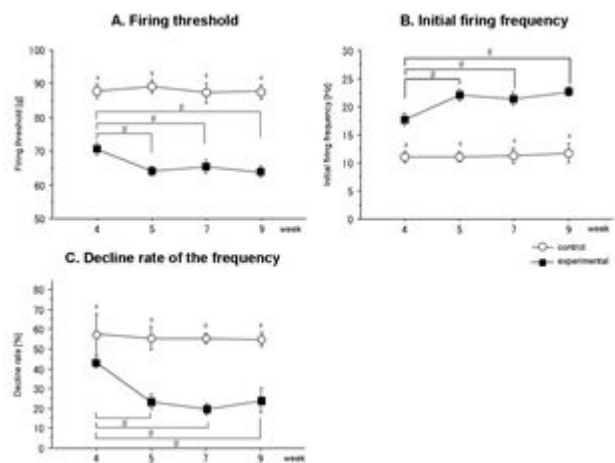 A. Firing threshold
Firing threshold [g]
100
90
80
70
60
50
4 5 7 9 week
#
#
#
B. Initial firing frequency
Initial firing frequency [Hz]
30
25
20
15
10
5
0
4 5 7 9 week
#
#
#
control
experimental
C. Decline rate of the frequency
Decline rate [%]
80
70
60
50
40
30
20
10
0
4 5 7 9 week
#
#
#